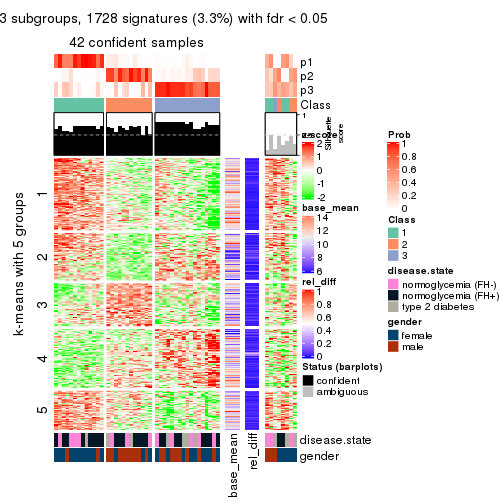 3 subgroups, 1728 signatures (3.3%) with fdr < 0.05
42 confident samples
p1
p2
p3
Class
1
Silhouette
score
k-means with 5 groups
1
2
3
4
5
z-score
2
1
0
-1
-2
base_mean
14
12
10
8
6
rel_diff
1
0.8
0.6
0.4
0.2
0
Status (barplots)
confident
ambiguous
Prob
1
0.8
0.6
0.4
0.2
0
Class
1
2
3
disease.state
normoglycemia (FH-)
normoglycemia (FH+)
type 2 diabetes
gender
female
male
disease.state
gender
base_mean
rel_diff